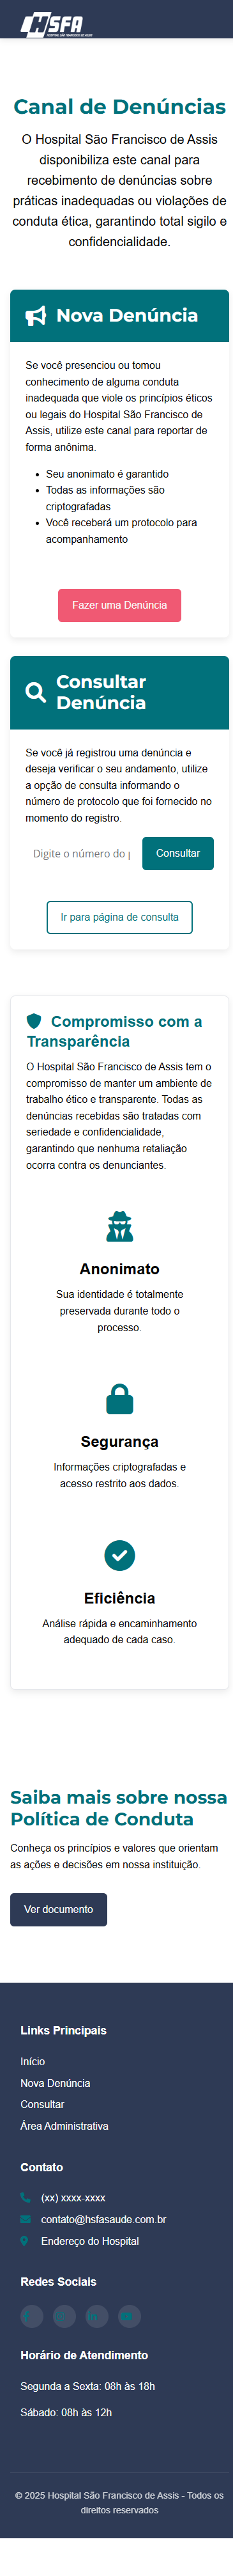 HSFA
HOSPITAL SÃO FRANCISCO DE ASSIS
Canal de Denúncias
O Hospital São Francisco de Assis
disponibiliza este canal para
recebimento de denúncias sobre
práticas inadequadas ou violações de
conduta ética, garantindo total sigilo e
confidencialidade.
Nova Denúncia
Se você presenciou ou tomou
conhecimento de alguma conduta
inadequada que viole os princípios éticos
ou legais do Hospital São Francisco de
Assis, utilize este canal para reportar de
forma anônima.
Seu anonimato é garantido
Todas as informações são
criptografadas
Você receberá um protocolo para
acompanhamento
Fazer uma Denúncia
Consultar
Denúncia
Se você já registrou uma denúncia e
deseja verificar o seu andamento, utilize
a opção de consulta informando o
número de protocolo que foi fornecido no
momento do registro.
Digite o número do p
Consultar
Ir para página de consulta
Compromisso com a
Transparência
O Hospital São Francisco de Assis tem o
compromisso de manter um ambiente de
trabalho ético e transparente. Todas as
denúncias recebidas são tratadas com
seriedade e confidencialidade,
garantindo que nenhuma retaliação
ocorra contra os denunciantes.
Anonimato
Sua identidade é totalmente
preservada durante todo o
processo.
Segurança
Informações criptografadas e
acesso restrito aos dados.
Eficiência
Análise rápida e encaminhamento
adequado de cada caso.
Saiba mais sobre nossa
Política de Conduta
Conheça os princípios e valores que orientam
as ações e decisões em nossa instituição.
Ver documento
Links Principais
Início
Nova Denúncia
Consultar
Área Administrativa
Contato
(xx) xxxx-xxxx
contato@hsfasaude.com.br
Endereço do Hospital
Redes Sociais
Horário de Atendimento
Segunda a Sexta: 08h às 18h
Sábado: 08h às 12h
© 2025 Hospital São Francisco de Assis - Todos os
direitos reservados